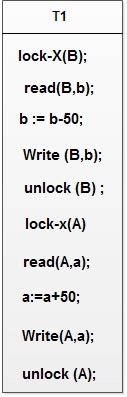 T1
lock-X(B);
read(B,b);
b := b-50;
Write (B,b);
unlock (B) ;
lock-x(A)
read(A,a);
a:=a+50;
Write(A,a);
unlock (A);